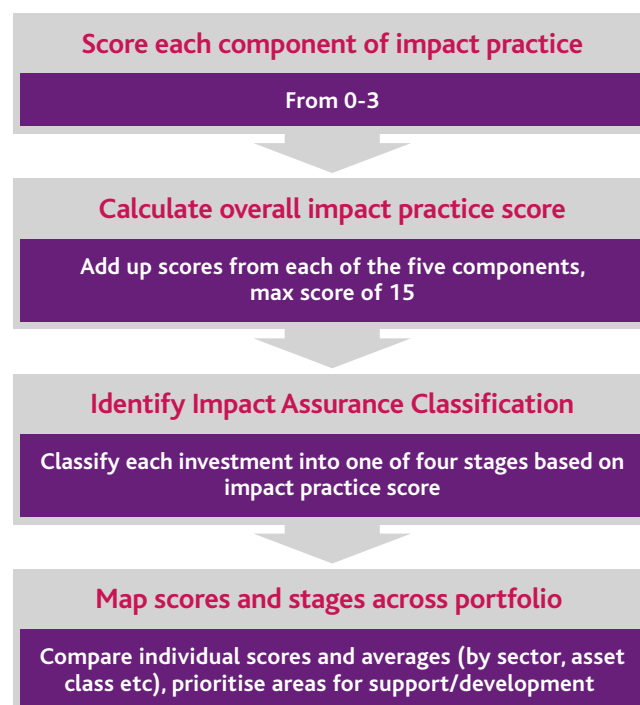 Score each component of impact practice
From 0-3
Calculate overall impact practice score
Add up scores from each of the five components,
max score of 15
Identify Impact Assurance Classification
Classify each investment into one of four stages based on
impact practice score
Map scores and stages across portfolio
Compare individual scores and averages (by sector, asset
class etc), prioritise areas for support/development